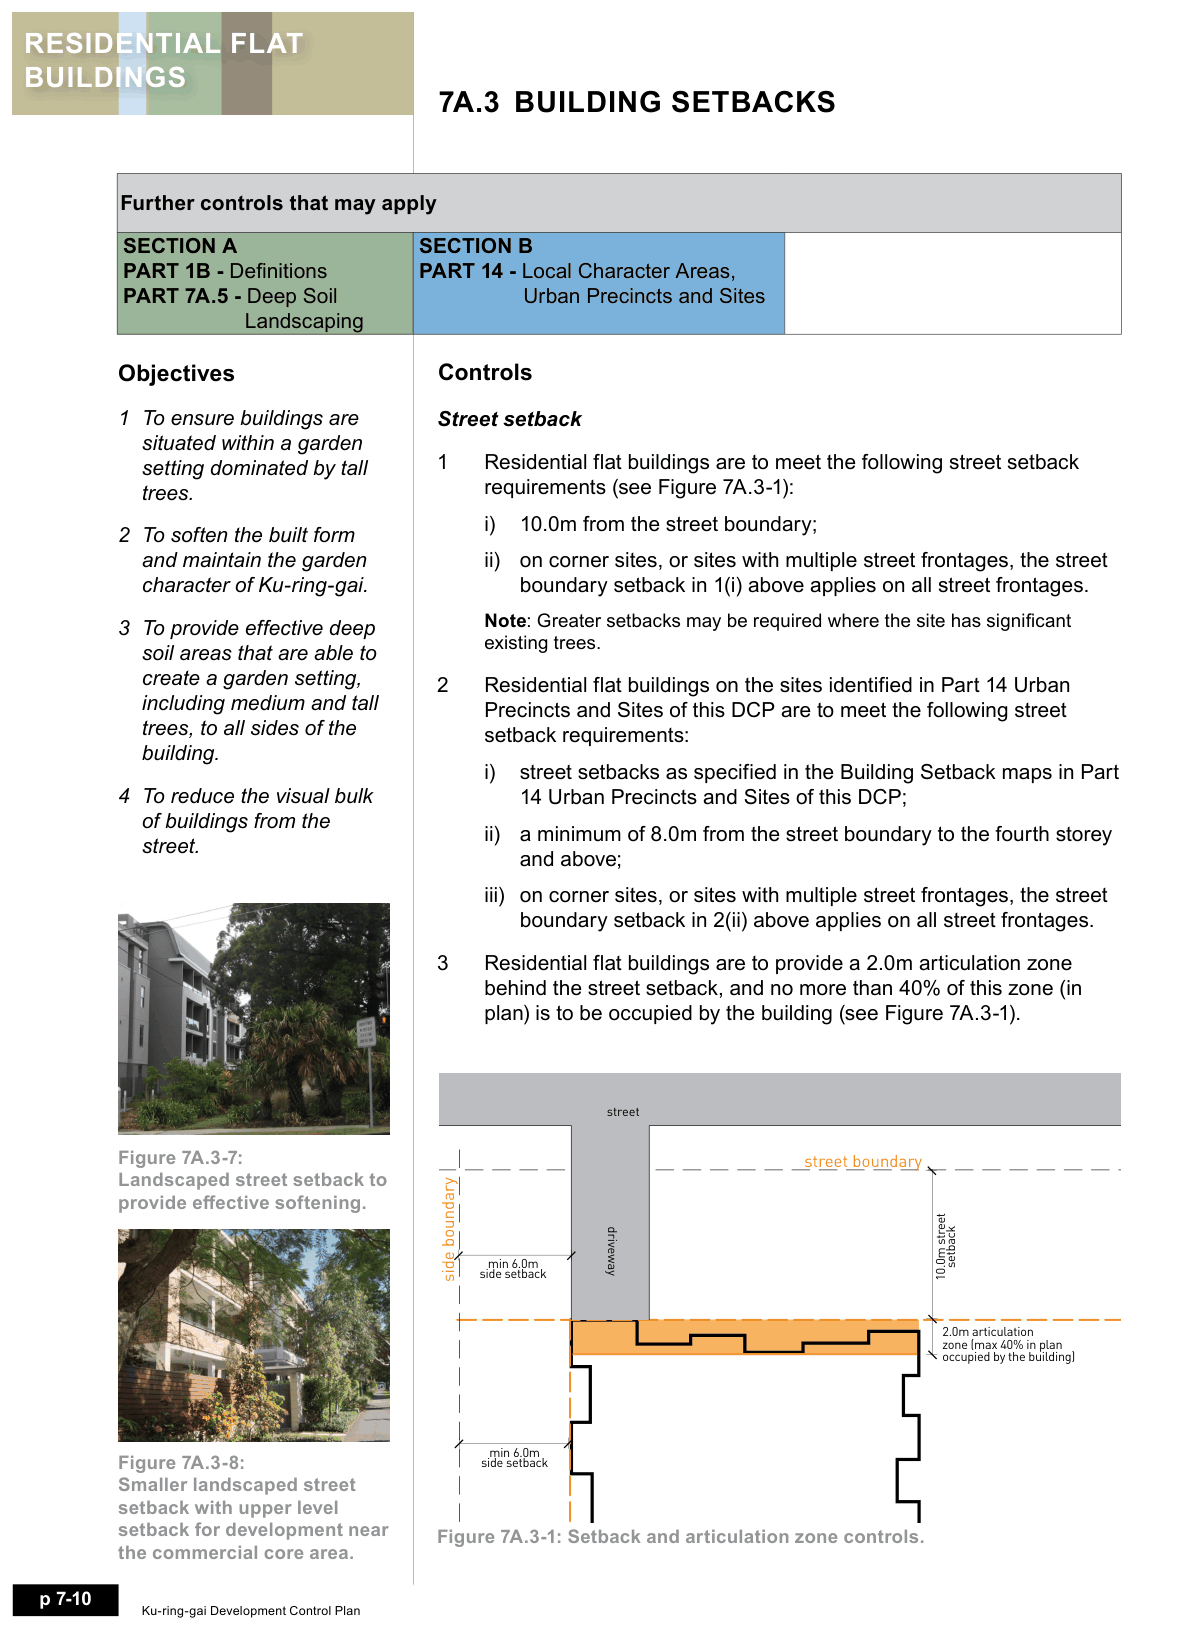 RESIDENTIAL FLAT
BUILDINGS
7A.3 BUILDING SETBACKS
Further controls that may apply
SECTION A
PART 1B - Definitions
PART 7A.5 - Deep Soil
Landscaping
SECTION B
PART 14 - Local Character Areas,
Urban Precincts and Sites
Objectives
1 To ensure buildings are
situated within a garden
setting dominated by tall
trees.
2 To soften the built form
and maintain the garden
character of Ku-ring-gai.
3 To provide effective deep
soil areas that are able to
create a garden setting,
including medium and tall
trees, to all sides of the
building.
4 To reduce the visual bulk
of buildings from the
street.
Figure 7A.3-7:
Landscaped street setback to
provide effective softening.
Figure 7A.3-8:
Smaller landscaped street
setback with upper level
setback for development near
the commercial core area.
Controls
Street setback
1 Residential flat buildings are to meet the following street setback
requirements (see Figure 7A.3-1):
i) 10.0m from the street boundary;
ii) on corner sites, or sites with multiple street frontages, the street
boundary setback in 1(i) above applies on all street frontages.
Note: Greater setbacks may be required where the site has significant
existing trees.
2 Residential flat buildings on the sites identified in Part 14 Urban
Precincts and Sites of this DCP are to meet the following street
setback requirements:
i) street setbacks as specified in the Building Setback maps in Part
14 Urban Precincts and Sites of this DCP;
ii) a minimum of 8.0m from the street boundary to the fourth storey
and above;
iii) on corner sites, or sites with multiple street frontages, the street
boundary setback in 2(ii) above applies on all street frontages.
3 Residential flat buildings are to provide a 2.0m articulation zone
behind the street setback, and no more than 40% of this zone (in
plan) is to be occupied by the building (see Figure 7A.3-1).
street
street boundary
side boundary
driveway
10.0m street
setback
min 6.0m
side setback
2.0m articulation
zone (max 40% in plan
occupied by the building)
min 6.0m
side setback
Figure 7A.3-1: Setback and articulation zone controls.
p 7-10
Ku-ring-gai Development Control Plan